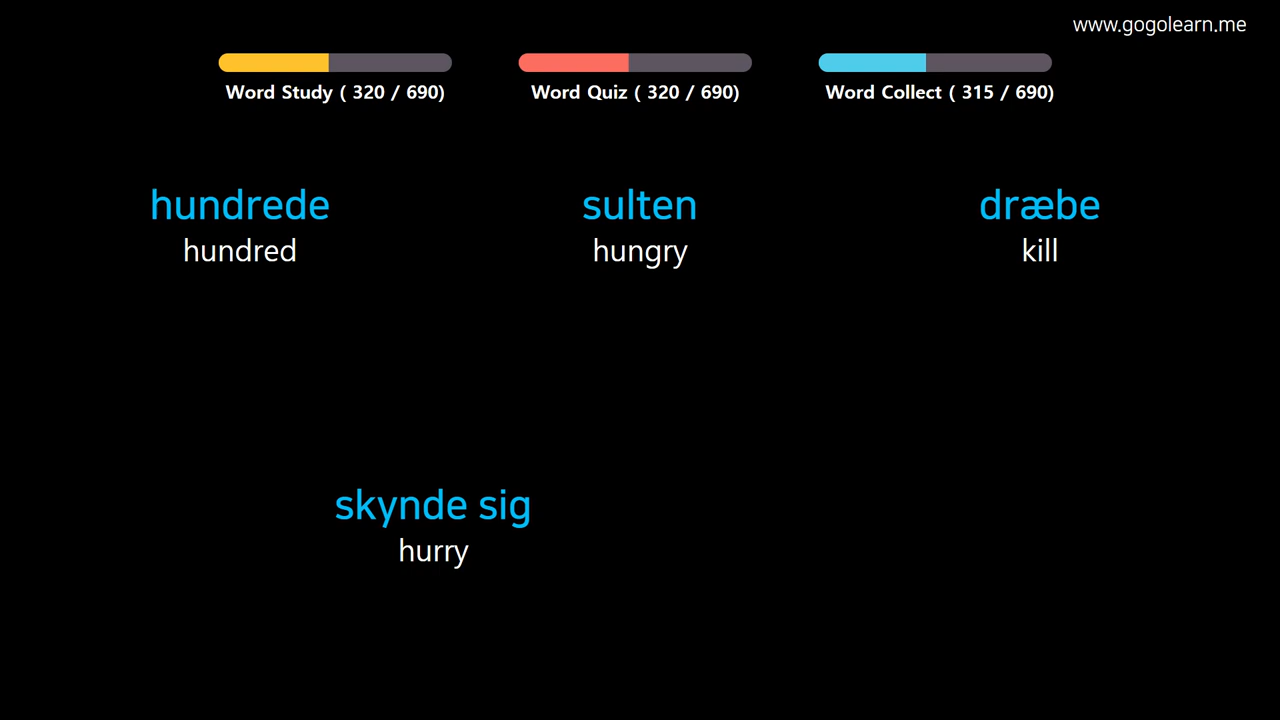 www.gogolearn.me
Word Study ( 320 / 690)
Word Quiz ( 320 / 690)
Word Collect ( 315 / 690)
hundrede
hundred
sulten
hungry
dræbe
kill
skynde sig
hurry